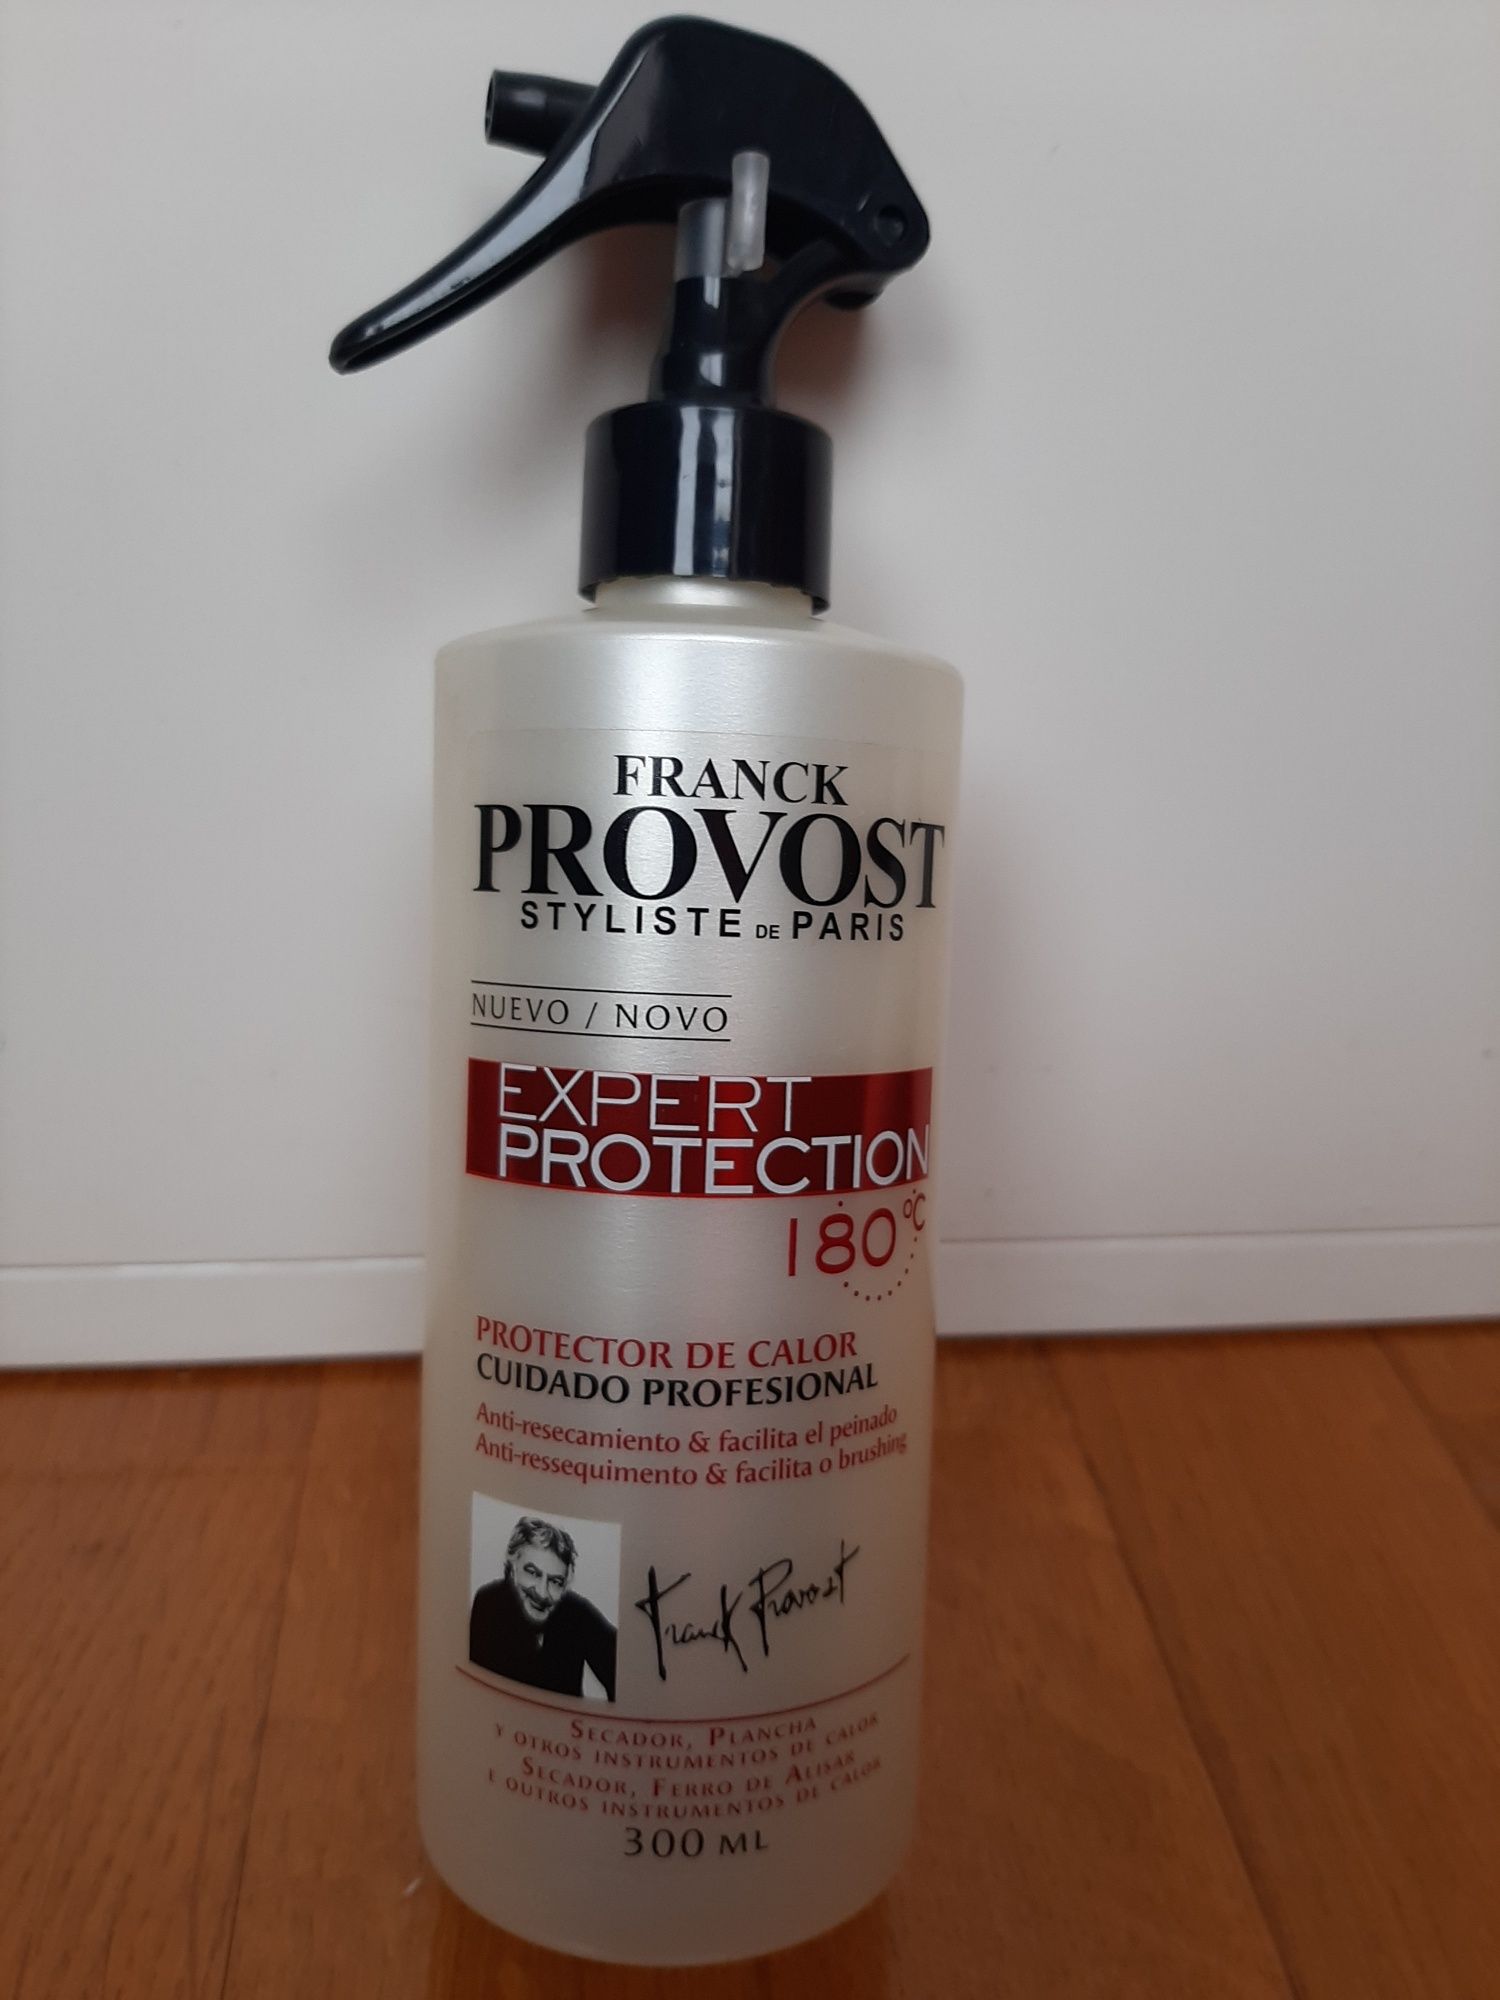 FRANCK
PROVOST
STYLISTE DE PARIS
NUEVO / NOVO
EXPERT
PROTECTION
180°C
PROTECTOR DE CALOR
CUIDADO PROFESIONAL
Anti-resecamiento & facilita el peinado
Anti-ressequimento & facilita o brushing
Franck Provost
SECADOR, PLANCHA
Y OTROS INSTRUMENTOS DE CALOR
SECADOR, FERRO DE ALISAR
E OUTROS INSTRUMENTOS DE CALOR
300 ML